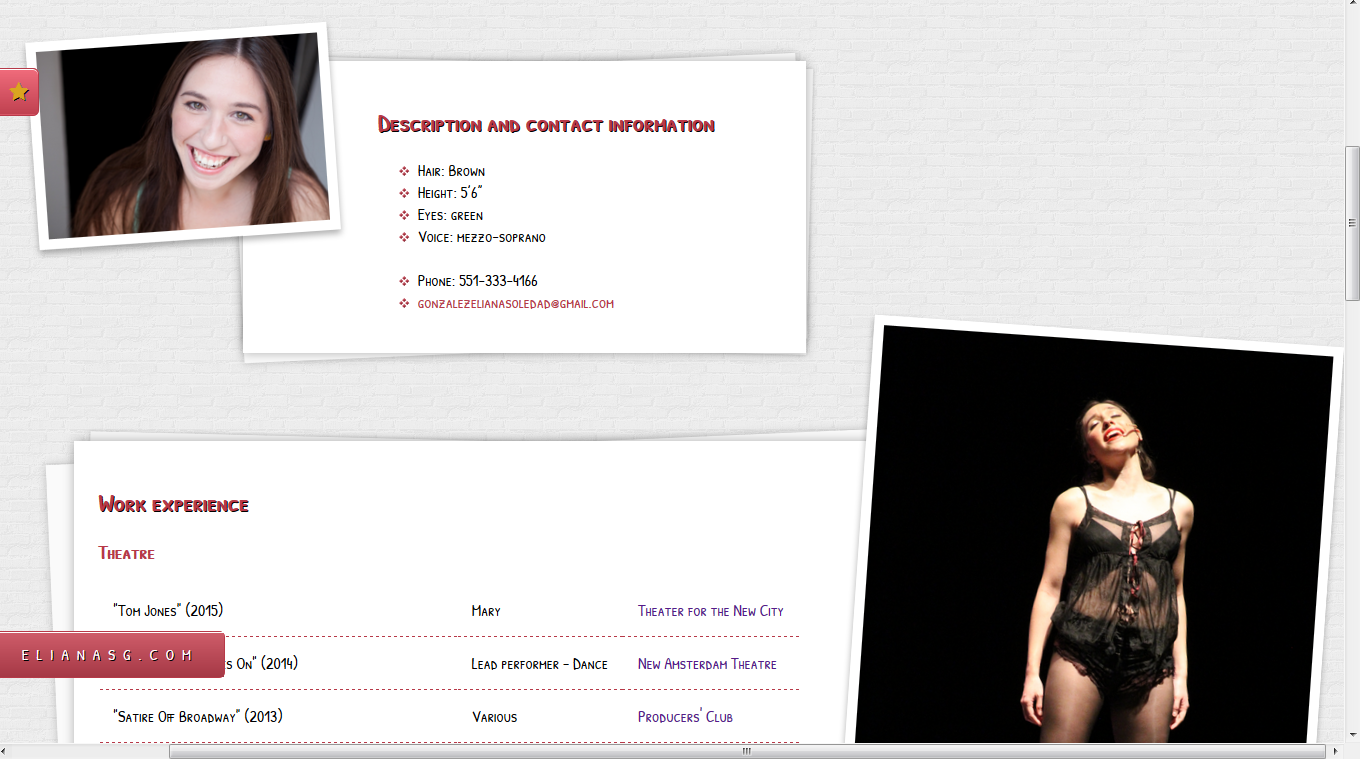 Description and contact information
Hair: Brown
Height: 5'6"
Eyes: green
Voice: mezzo-soprano
Phone: 551-333-4166
gonzalezelianasoledad@gmail.com
Work experience
Theatre
"Tom Jones" (2015) Mary Theater for the New City
ELIANASG.COM
On" (2014) Lead performer - Dance New Amsterdam Theatre
"Satire Off Broadway" (2013) Various Producers' Club